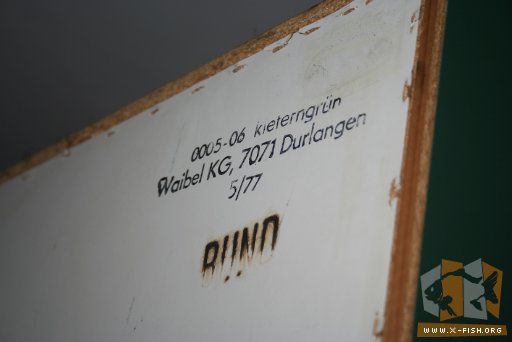 0005-06 kieferngrün
Waibel KG, 7071 Durlangen
5/77
BUND
WWW.X-FISH.ORG